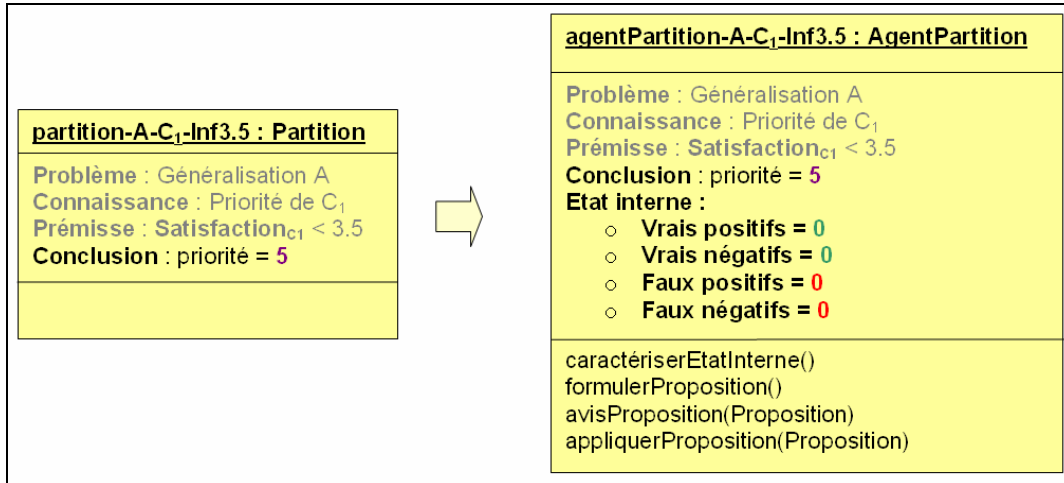 partition-A-C₁-Inf3.5 : Partition
Problème : Généralisation A
Connaissance : Priorité de C₁
Prémisse : Satisfaction_C1 < 3.5
Conclusion : priorité = 5
agentPartition-A-C₁-Inf3.5 : AgentPartition
Problème : Généralisation A
Connaissance : Priorité de C₁
Prémisse : Satisfaction_C1 < 3.5
Conclusion : priorité = 5
Etat interne :
o Vrais positifs = 0
o Vrais négatifs = 0
o Faux positifs = 0
o Faux négatifs = 0
caractériserEtatInterne()
formulerProposition()
avisProposition(Proposition)
appliquerProposition(Proposition)